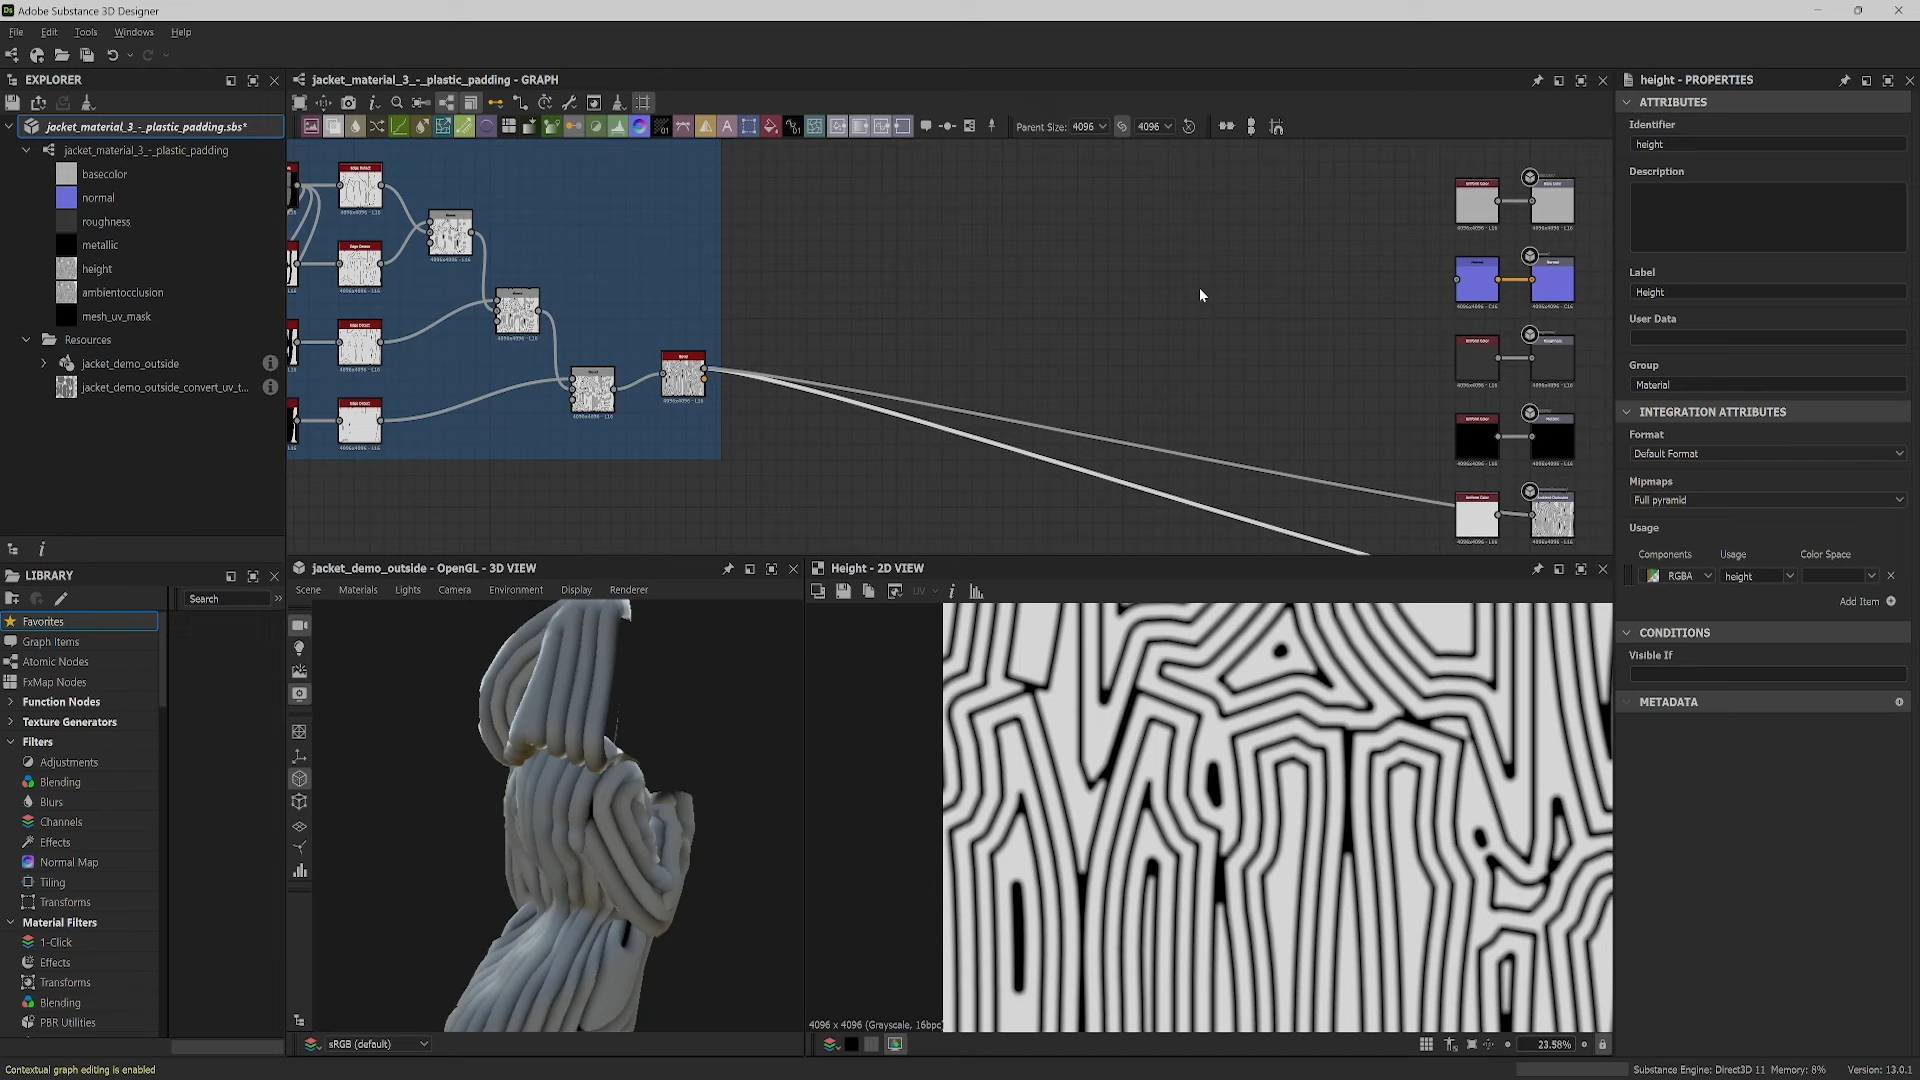 Adobe Substance 3D Designer
File Edit Tools Windows Help
EXPLORER
jacket_material_3_-_plastic_padding.sbs*
jacket_material_3_-_plastic_padding
basecolor
normal
roughness
metallic
height
ambientocclusion
mesh_uv_mask
Resources
jacket_demo_outside
jacket_demo_outside_convert_uv_t...
LIBRARY
Search
Favorites
Graph Items
Atomic Nodes
FxMap Nodes
Function Nodes
Texture Generators
Filters
Adjustments
Blending
Blurs
Channels
Effects
Normal Map
Tiling
Transforms
Material Filters
1-Click
Effects
Transforms
Blending
PBR Utilities
Contextual graph editing is enabled
jacket_material_3_-_plastic_padding - GRAPH
Parent Size: 4096 4096
Edge Detect
4096x4096 - L16
jacket_demo_outside - OpenGL - 3D VIEW
Scene Materials Lights Camera Environment Display Renderer
sRGB (default)
Height - 2D VIEW
UV
4096 x 4096 (Grayscale, 16bpc)
23.58%
height - PROPERTIES
ATTRIBUTES
Identifier
height
Description
Label
Height
User Data
Group
Material
INTEGRATION ATTRIBUTES
Format
Default Format
Mipmaps
Full pyramid
Usage
Components Usage Color Space
RGBA height
Add Item
CONDITIONS
Visible If
METADATA
Substance Engine: Direct3D 11 Memory: 8% Version: 13.0.1